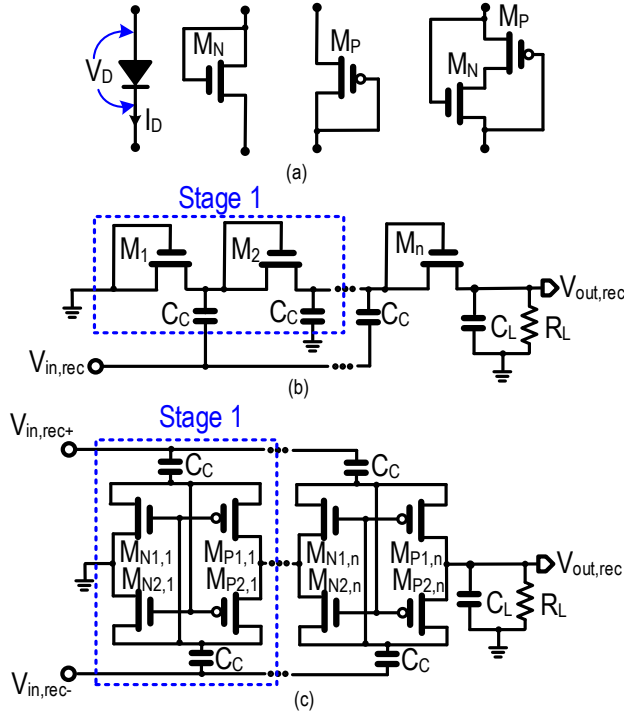 V_D
I_D
M_N
M_P
M_N
M_P
(a)
Stage 1
M_1
M_2
M_n
C_C
C_C
C_C
C_L
R_L
V_out,rec
V_in,rec
(b)
Stage 1
V_in,rec+
C_C
C_C
M_N1,1
M_P1,1
M_N1,n
M_P1,n
M_N2,1
M_P2,1
M_N2,n
M_P2,n
V_out,rec
C_L
R_L
C_C
C_C
V_in,rec-
(c)